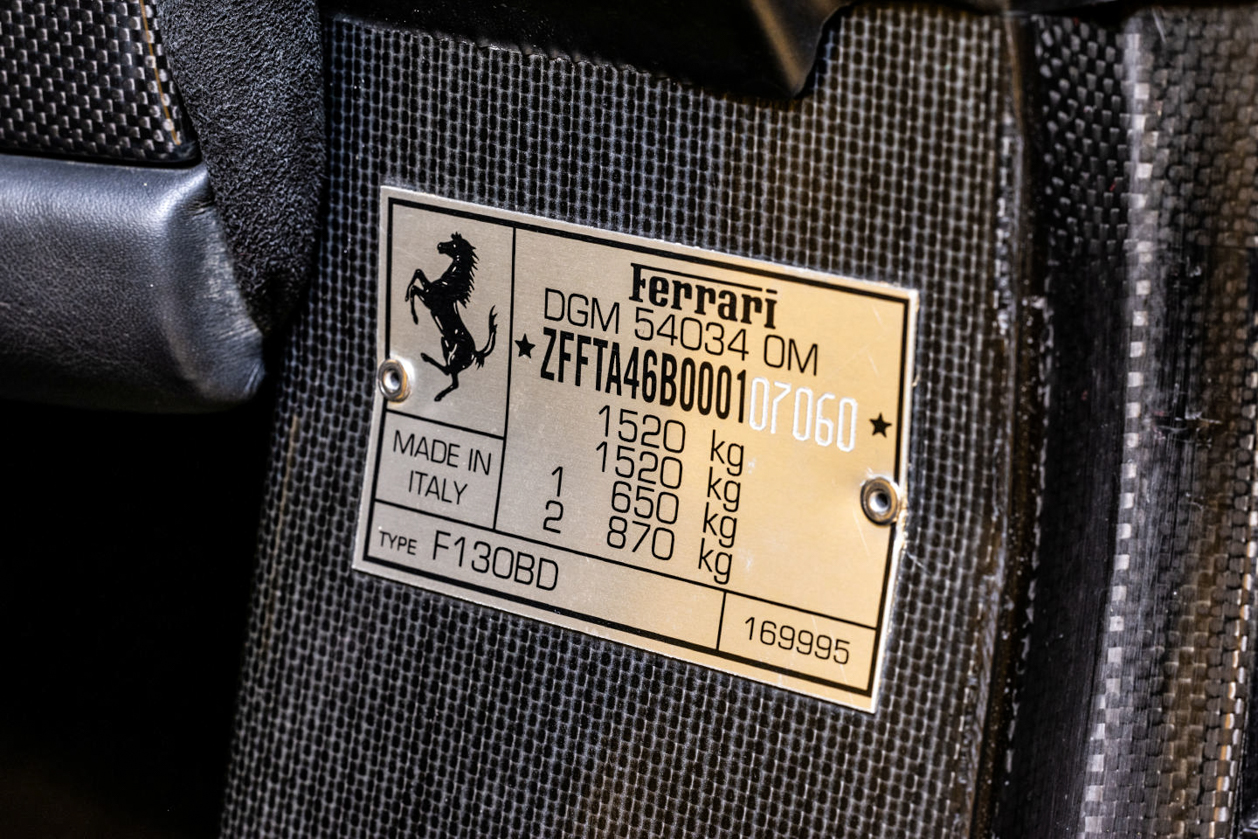 Ferrari
DGM 54034 OM
★ZFFTA46B000107060★
1520 kg
1520 kg
1 650 kg
2 870 kg
MADE IN
ITALY
TYPE F130BD
169995